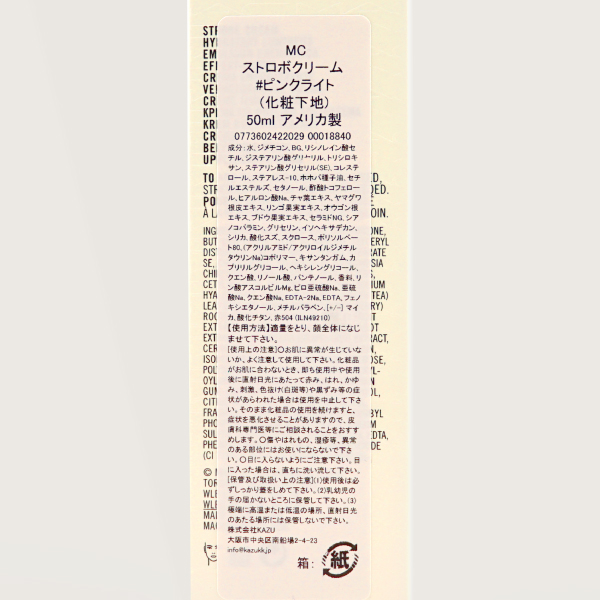 MC
ストロボクリーム
#ピンクライト
(化粧下地)
50ml アメリカ製
0773602422029 00018840
成分:水、ジメチコン、BG、リシノレイン酸セ
チル、ジステアリン酸グリセリル、トリシロキ
サン、ステアリン酸グリセリル(SE)、コレステ
ロール、ステアレス-10、ホホバ種子油、セチ
ルエステルズ、セタノール、酢酸トコフェロ
ール、ヒアルロン酸Na、チャ葉エキス、ヤマグワ
根皮エキス、リンゴ果実エキス、オウゴン根
エキス、ブドウ果実エキス、セラミドNG、シア
ノコバラミン、グリセリン、イソヘキサデカン、
シリカ、酸化スズ、スクロース、ポリソルベー
ト80、(アクリルアミド/アクリロイルジメチル
タウリンNa)コポリマー、キサンタンガム、カ
プリリルグリコール、ヘキシレングリコール、
クエン酸、リノール酸、パンテノール、香料、リ
ン酸アスコルビルMg、ピロ亜硫酸Na、亜硫
酸Na、クエン酸Na、EDTA-2Na、EDTA、フェノ
キシエタノール、メチルパラベン、[+/-] マイ
カ、酸化チタン、赤504 (ILN49210)
【使用方法】適量をとり、顔全体になじ
ませて下さい。
[使用上の注意]〇お肌に異常が生じていな
いか、よく注意して使用して下さい。化粧品
がお肌に合わないとき、即ち使用中や使用
後に直射日光にあたって赤み、はれ、かゆ
み、刺激、色抜け(白斑等)や黒ずみ等の症
状があらわれた場合は使用を中止して下さ
い。そのまま化粧品の使用を続けますと、
症状を悪化させることがありますので、皮
膚科専門医等にご相談されることをおすす
めします。〇傷やはれもの、湿疹等、異常
のある部位にはお使いにならないで下さ
い。〇目に入らないようにご注意下さい。目
に入った場合は、直ちに洗い流して下さい。
[保管及び取扱い上の注意](1)使用後は必
ずしっかり蓋をしめて下さい。(2)乳幼児の
手の届かないところに保管して下さい。(3)
極端に高温または低温の場所、直射日光
のあたる場所には保管しないで下さい。
株式会社KAZU
大阪市中央区南船場2-4-23
info@kazukk.jp
箱: 紙